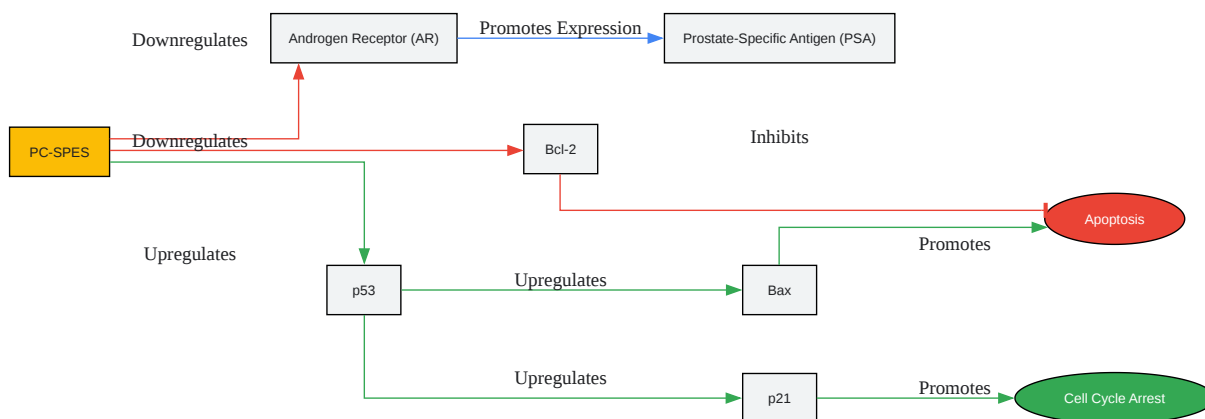 Downregulates
Androgen Receptor (AR)
Promotes Expression
Prostate-Specific Antigen (PSA)
PC-SPES
Downregulates
Bcl-2
Inhibits
Apoptosis
Upregulates
Promotes
p53
Upregulates
Bax
Upregulates
p21
Promotes
Cell Cycle Arrest